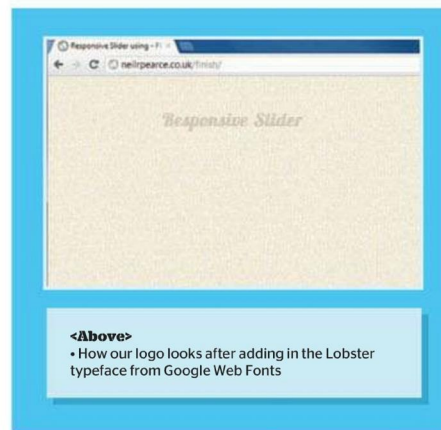 Responsive Slider using - Fl
neilrpearce.co.uk/finish/
Responsive Slider
<Above>
• How our logo looks after adding in the Lobster
typeface from Google Web Fonts